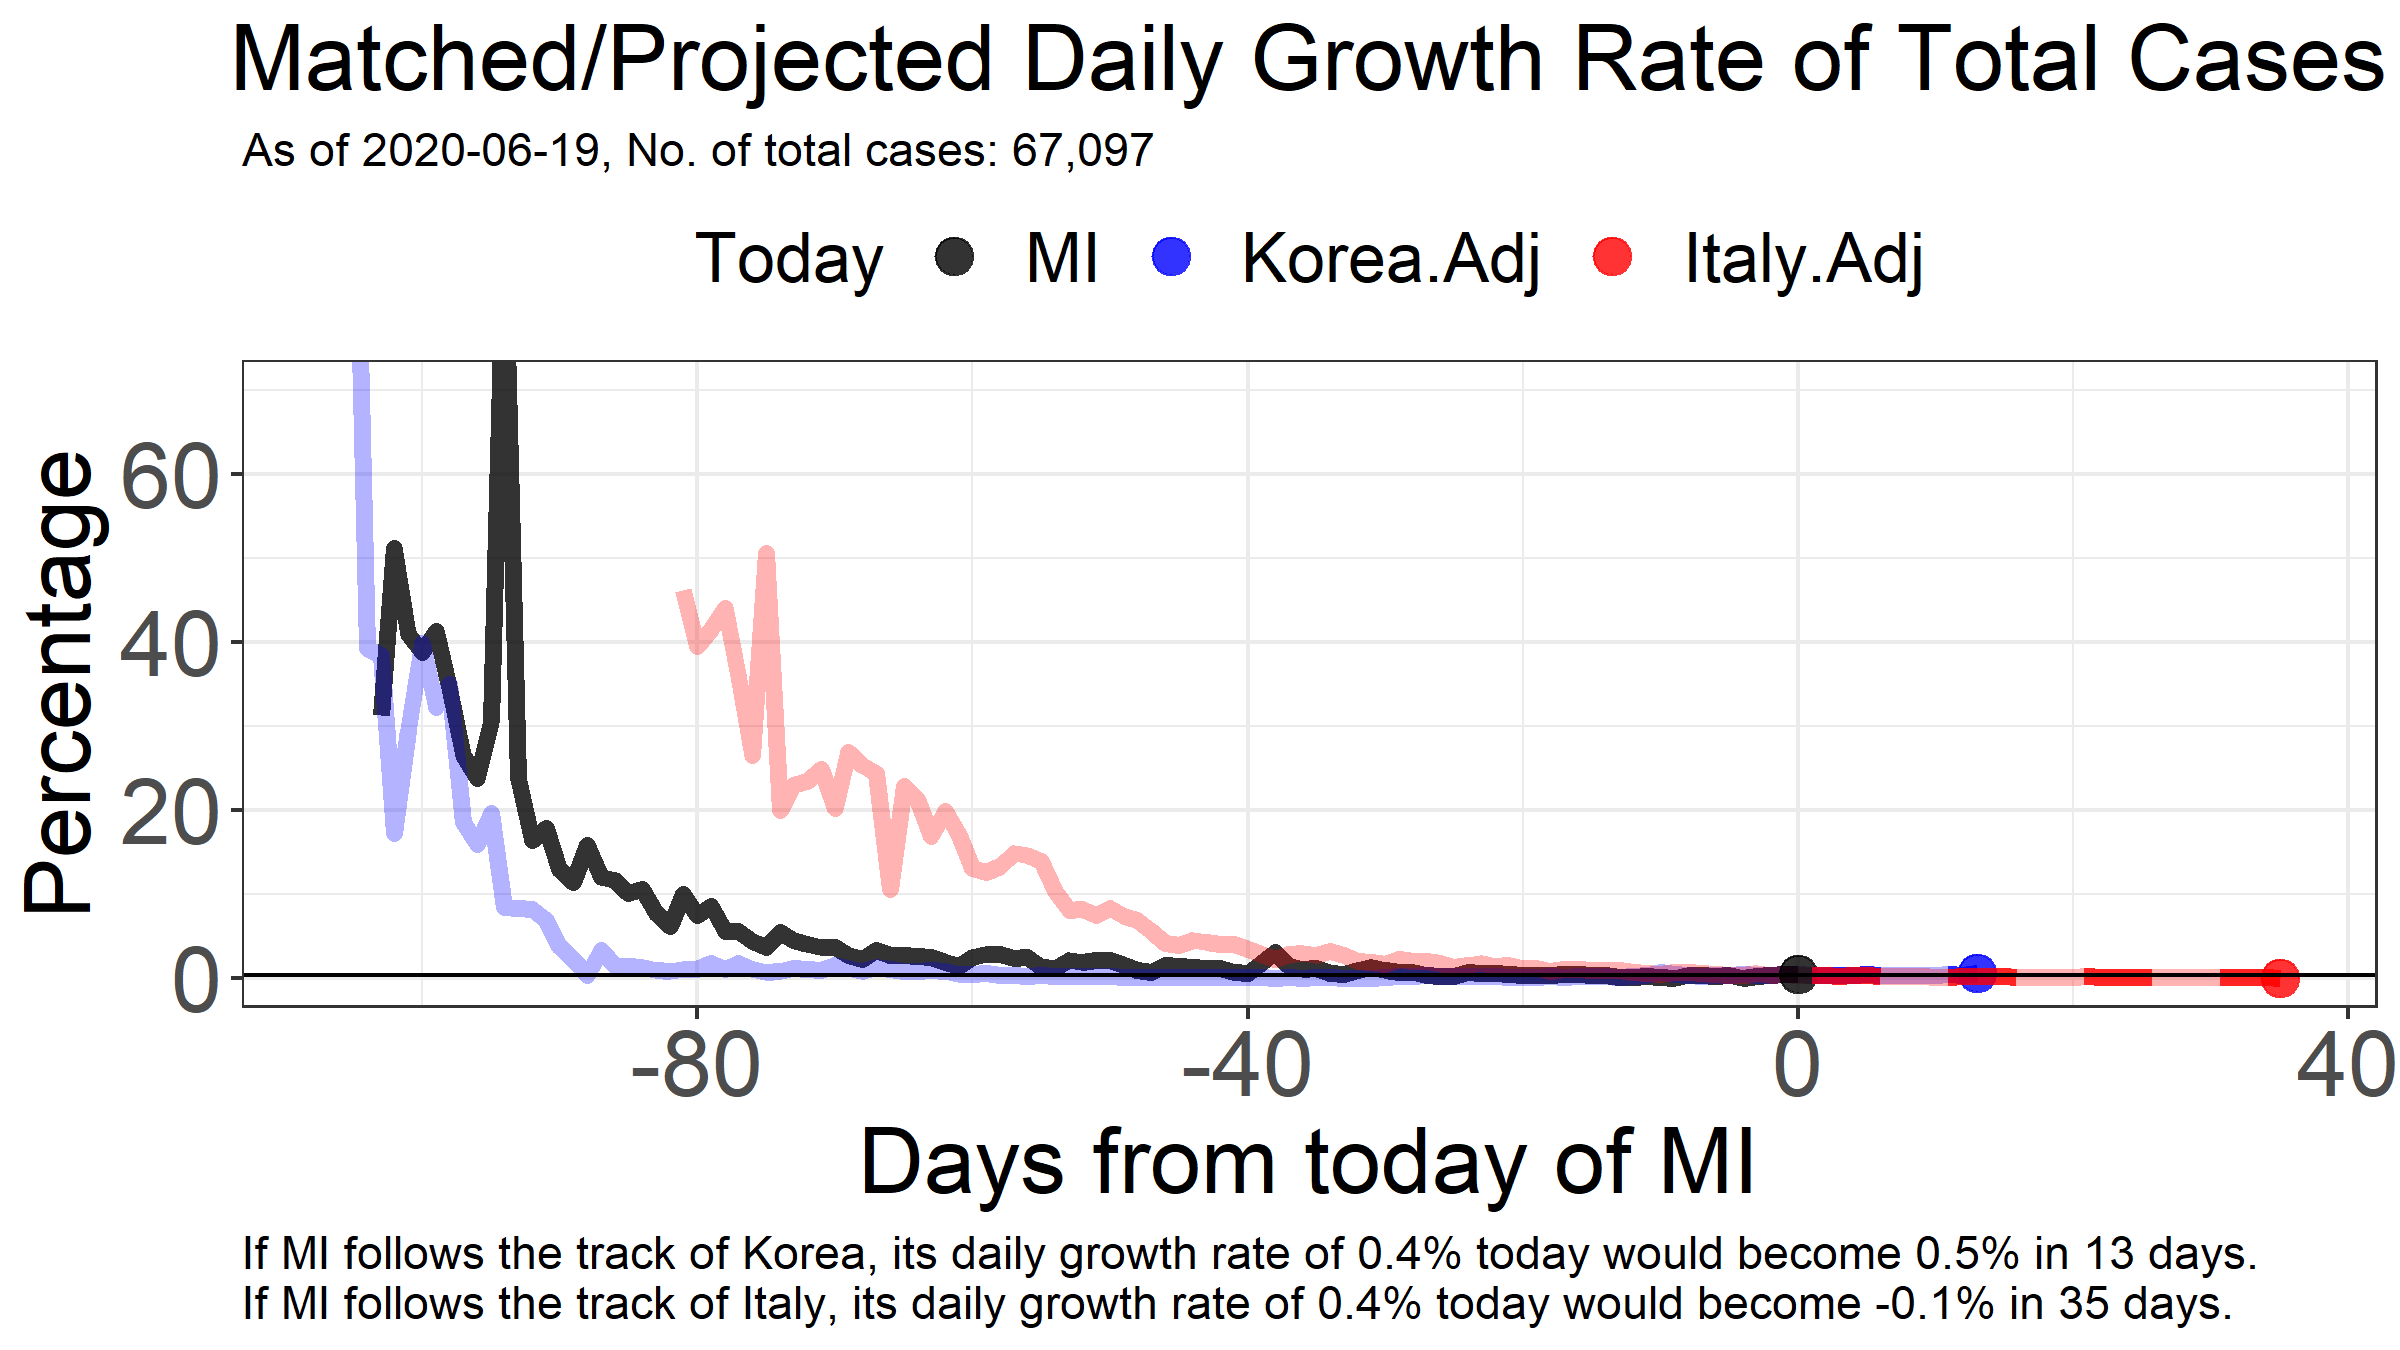 Matched/Projected Daily Growth Rate of Total Cases
As of 2020-06-19, No. of total cases: 67,097
Today MI Korea.Adj Italy.Adj
Percentage
60
40
20
0
-80 -40 0 40
Days from today of MI
If MI follows the track of Korea, its daily growth rate of 0.4% today would become 0.5% in 13 days.
If MI follows the track of Italy, its daily growth rate of 0.4% today would become -0.1% in 35 days.